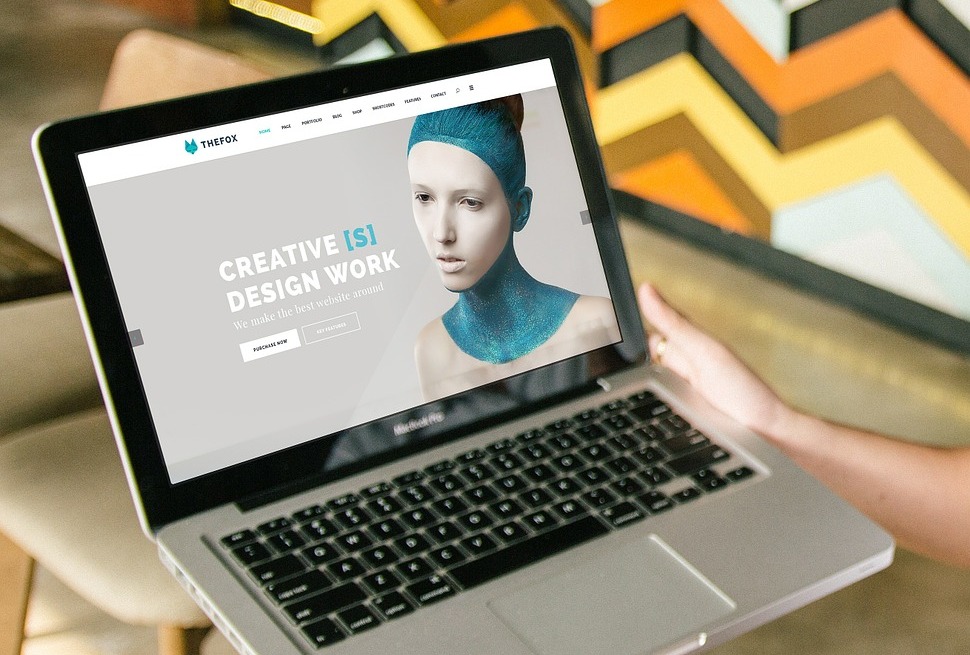 THEFOX
HOME PAGE PORTFOLIO BLOG SHOP SHORTCODES FEATURES CONTACT
CREATIVE [S]
DESIGN WORK
We make the best website around
PURCHASE NOW KEY FEATURES
MacBook Pro